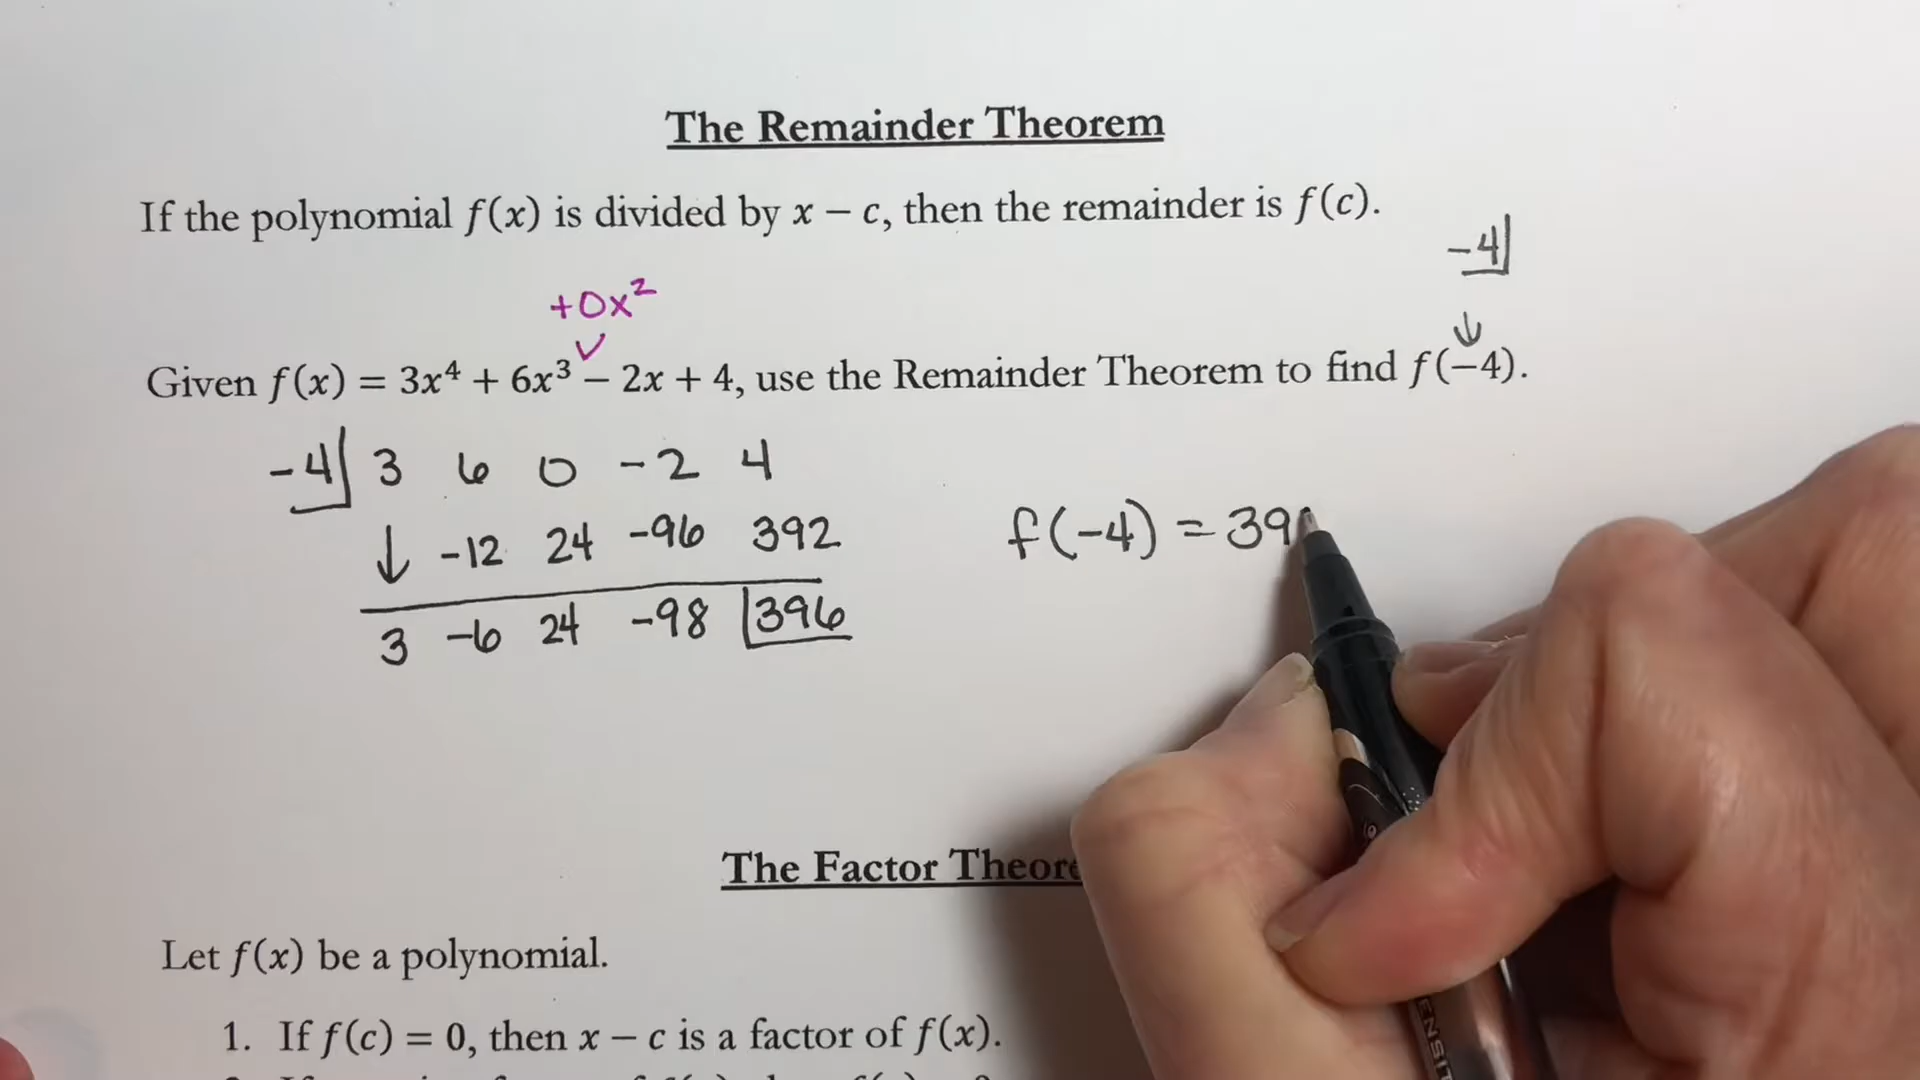 The Remainder Theorem
If the polynomial f(x) is divided by x − c, then the remainder is f(c).
-4
+0x²
Given f(x) = 3x⁴ + 6x³ − 2x + 4, use the Remainder Theorem to find f(−4).
-4 3 6 0 -2 4
↓ -12 24 -96 392
f(-4) = 39
3 -6 24 -98 396
The Factor
Let f(x) be a polynomial.
1. If f(c) = 0, then x − c is a factor of f(x).